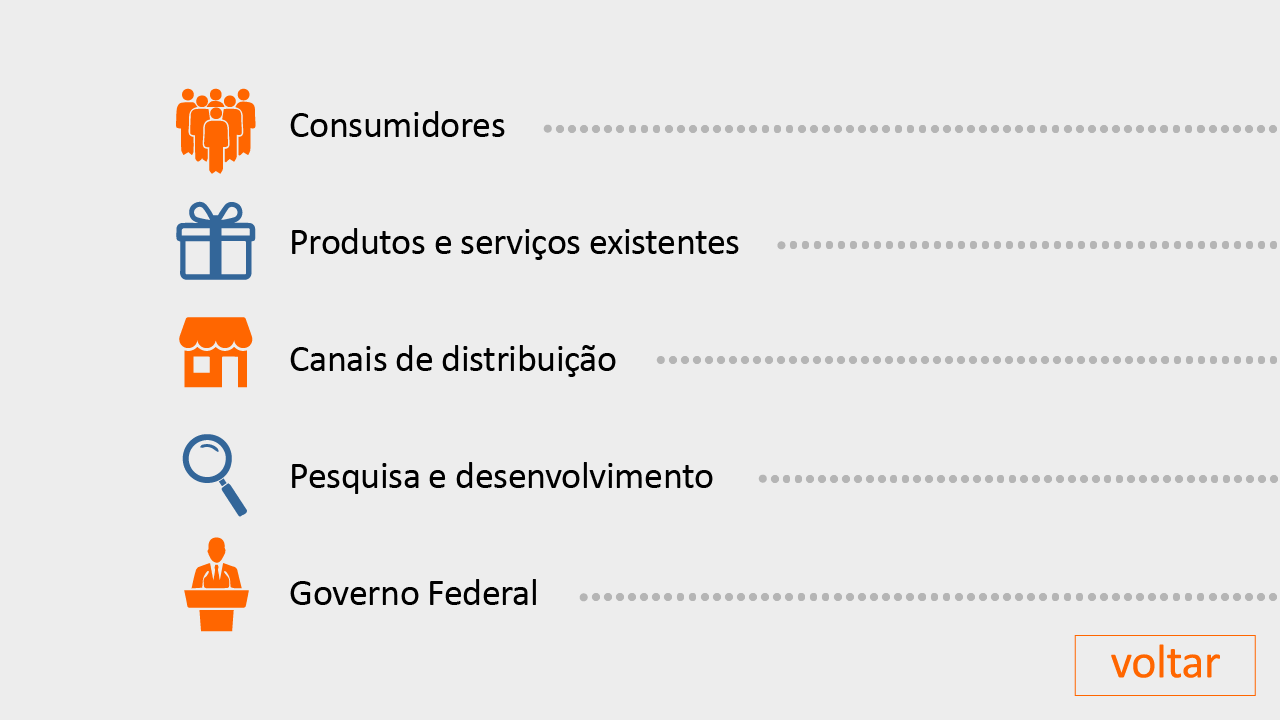 Consumidores
Produtos e serviços existentes
Canais de distribuição
Pesquisa e desenvolvimento
Governo Federal
voltar